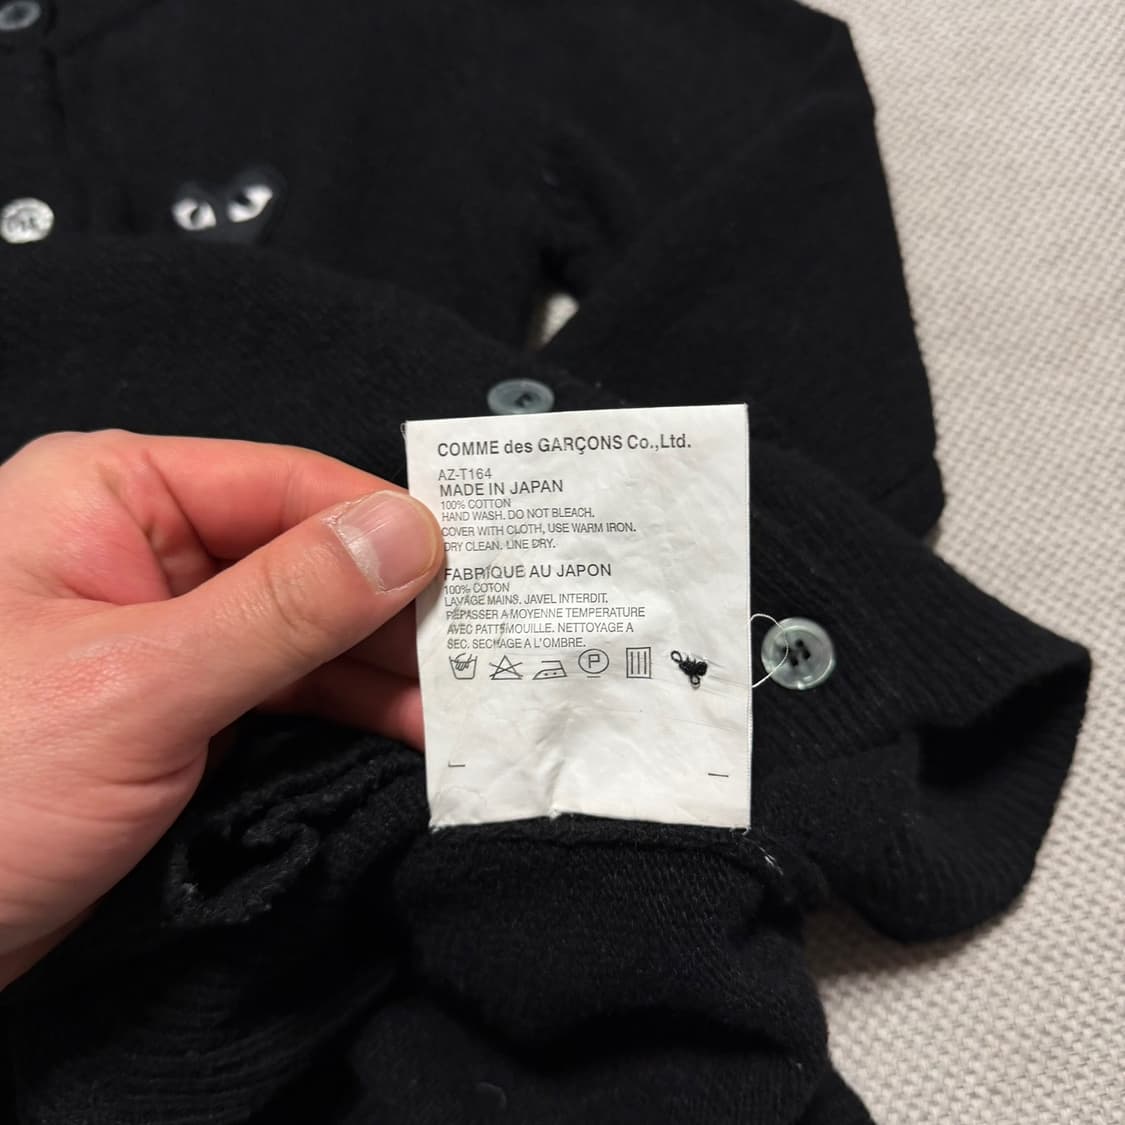 COMME des GARÇONS Co.,Ltd.
AZ-T164
MADE IN JAPAN
100% COTTON
HAND WASH. DO NOT BLEACH.
COVER WITH CLOTH, USE WARM IRON.
DRY CLEAN. LINE DRY.
FABRIQUE AU JAPON
100% COTON
LAVAGE MAINS. JAVEL INTERDIT.
REPASSER A MOYENNE TEMPERATURE
AVEC PATTEMOUILLE. NETTOYAGE A
SEC. SECHAGE A L'OMBRE.
P